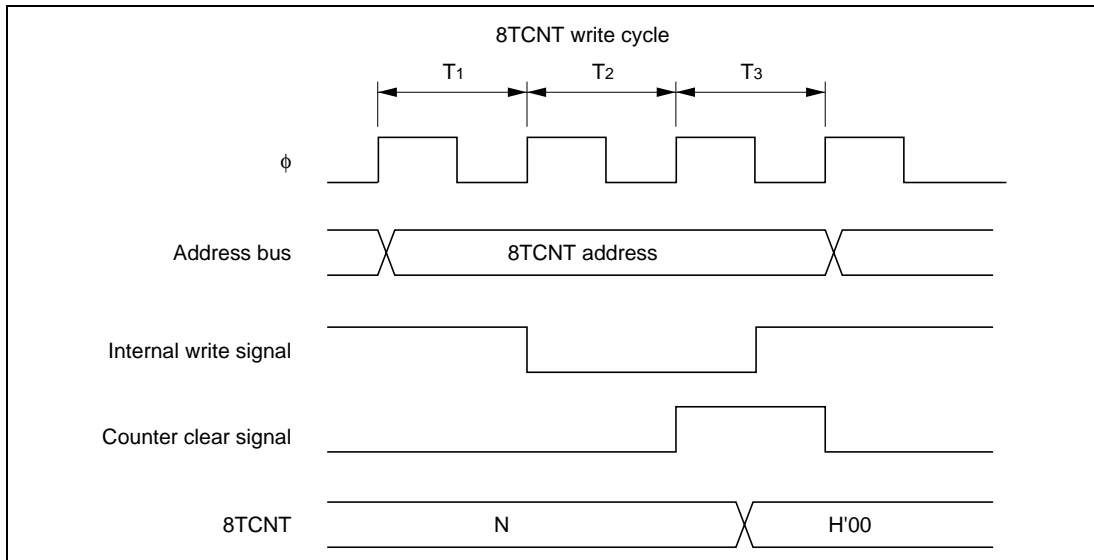 8TCNT write cycle
T1 T2 T3
φ
Address bus 8TCNT address
Internal write signal
Counter clear signal
8TCNT N H'00